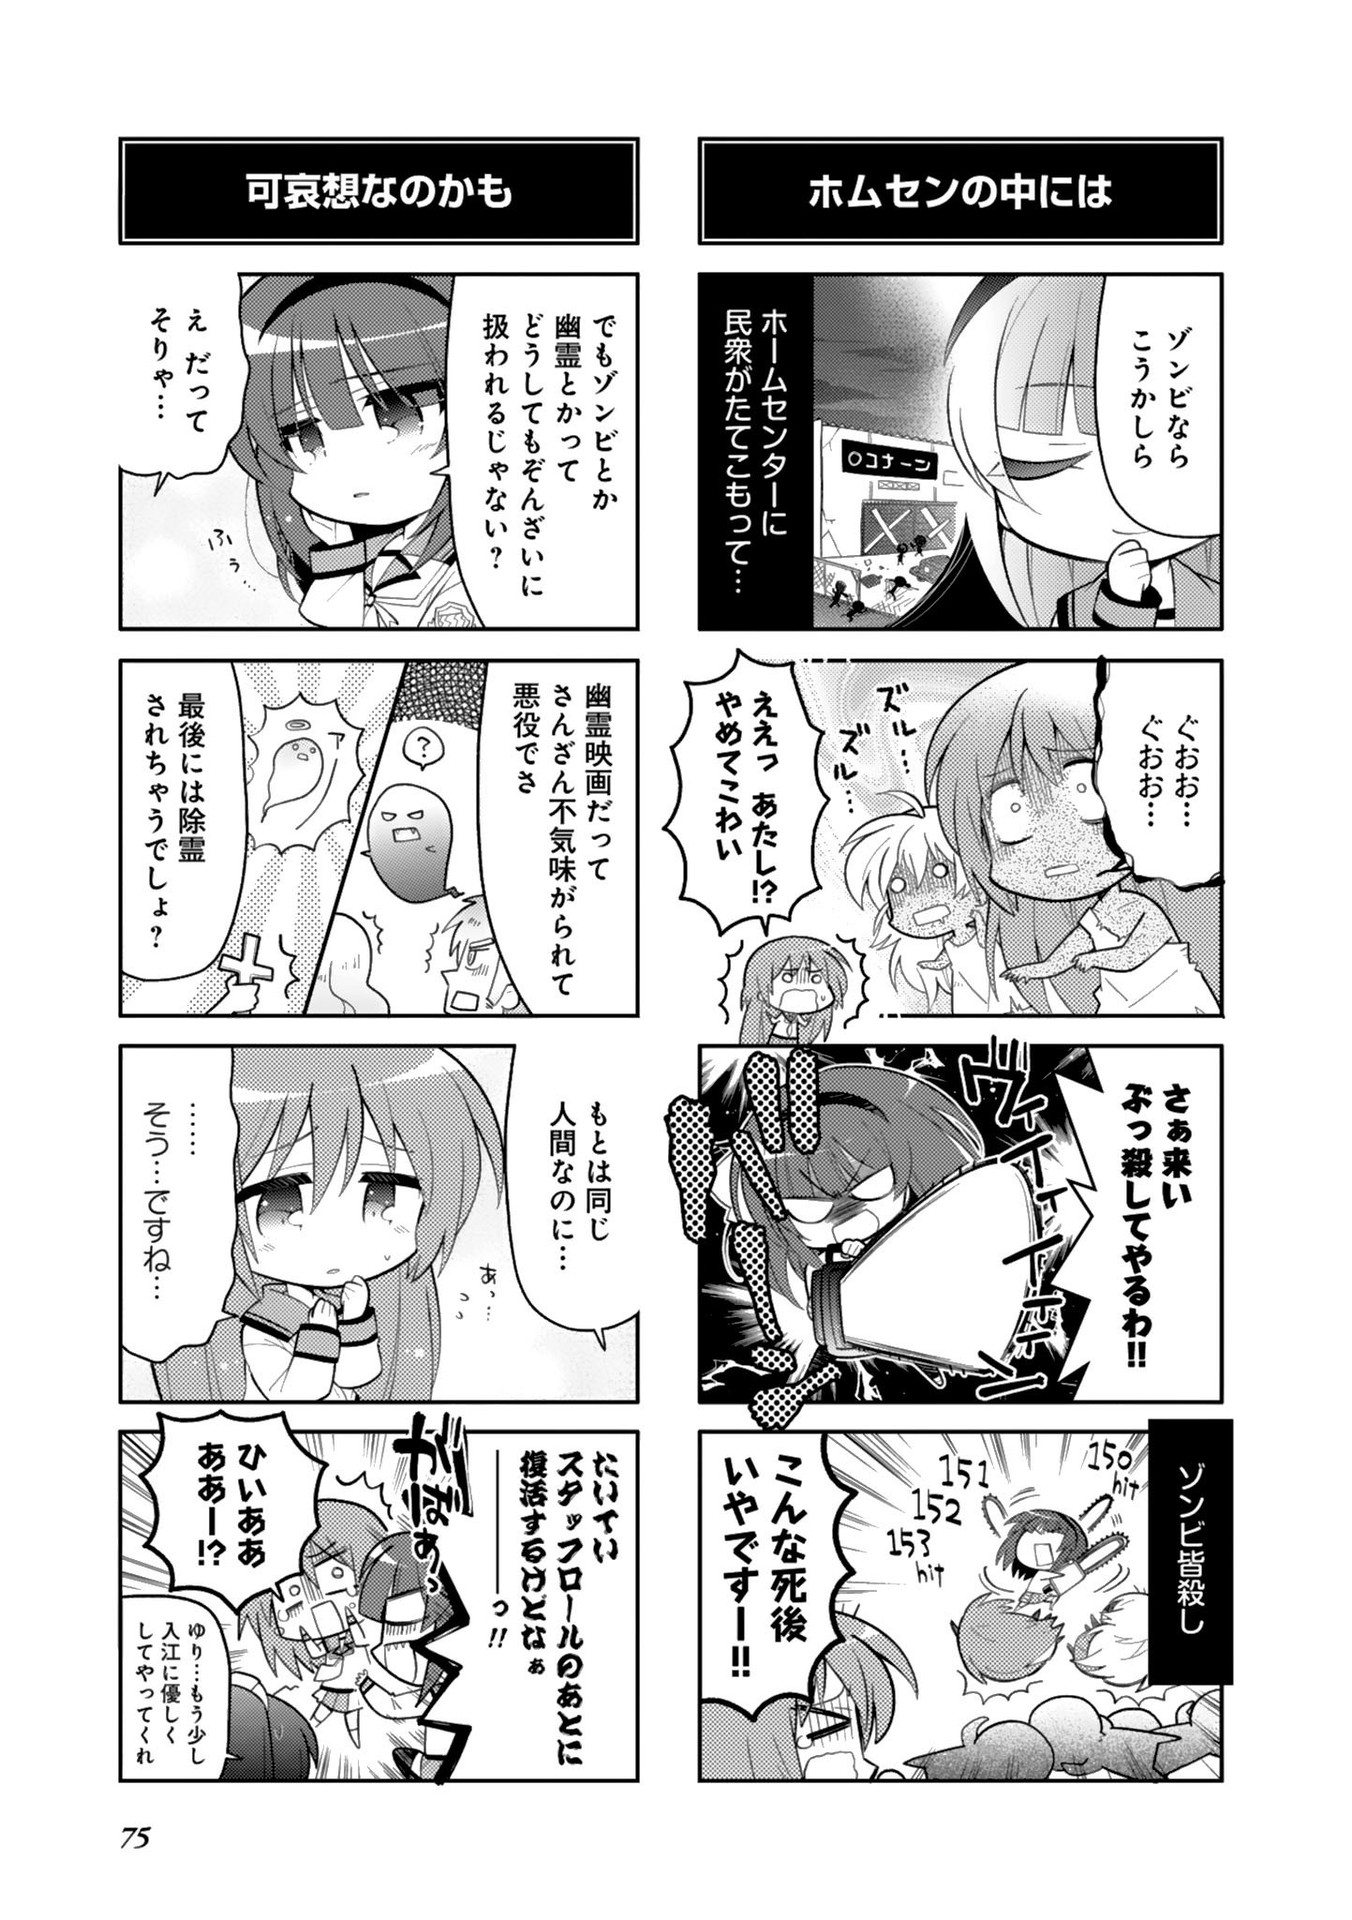 ホムセンの中には
ゾンビなら
こうかしら
ホームセンターに
民衆がたてこもって…
○コナーン
ぐおお…
ぐおお…
ズル…
ズル…
ええっ あたし!?
やめてこわい
さぁ来い
ぶっ殺してやるわ!!
ヴィイイイイイン
ゾンビ皆殺し
150
hit
151
152
153
hit
こんな死後
いやですー!!
可哀想なのかも
でもゾンビとか
幽霊とかって
どうしてもぞんざいに
扱われるじゃない?
え だって
そりゃ…
ふぅ…
幽霊映画だって
さんざん不気味がられて
悪役でさ
?
ア
最後には除霊
されちゃうでしょ?
もとは同じ
人間なのに…
あっ…
……
そう…ですね…
たいてい
スタッフロールのあとに
復活するけどなぁ
――っ!!
がなぁっ
ひいああ
ああー!?
ゆり…もう少し
入江に優しく
してやってくれ
75